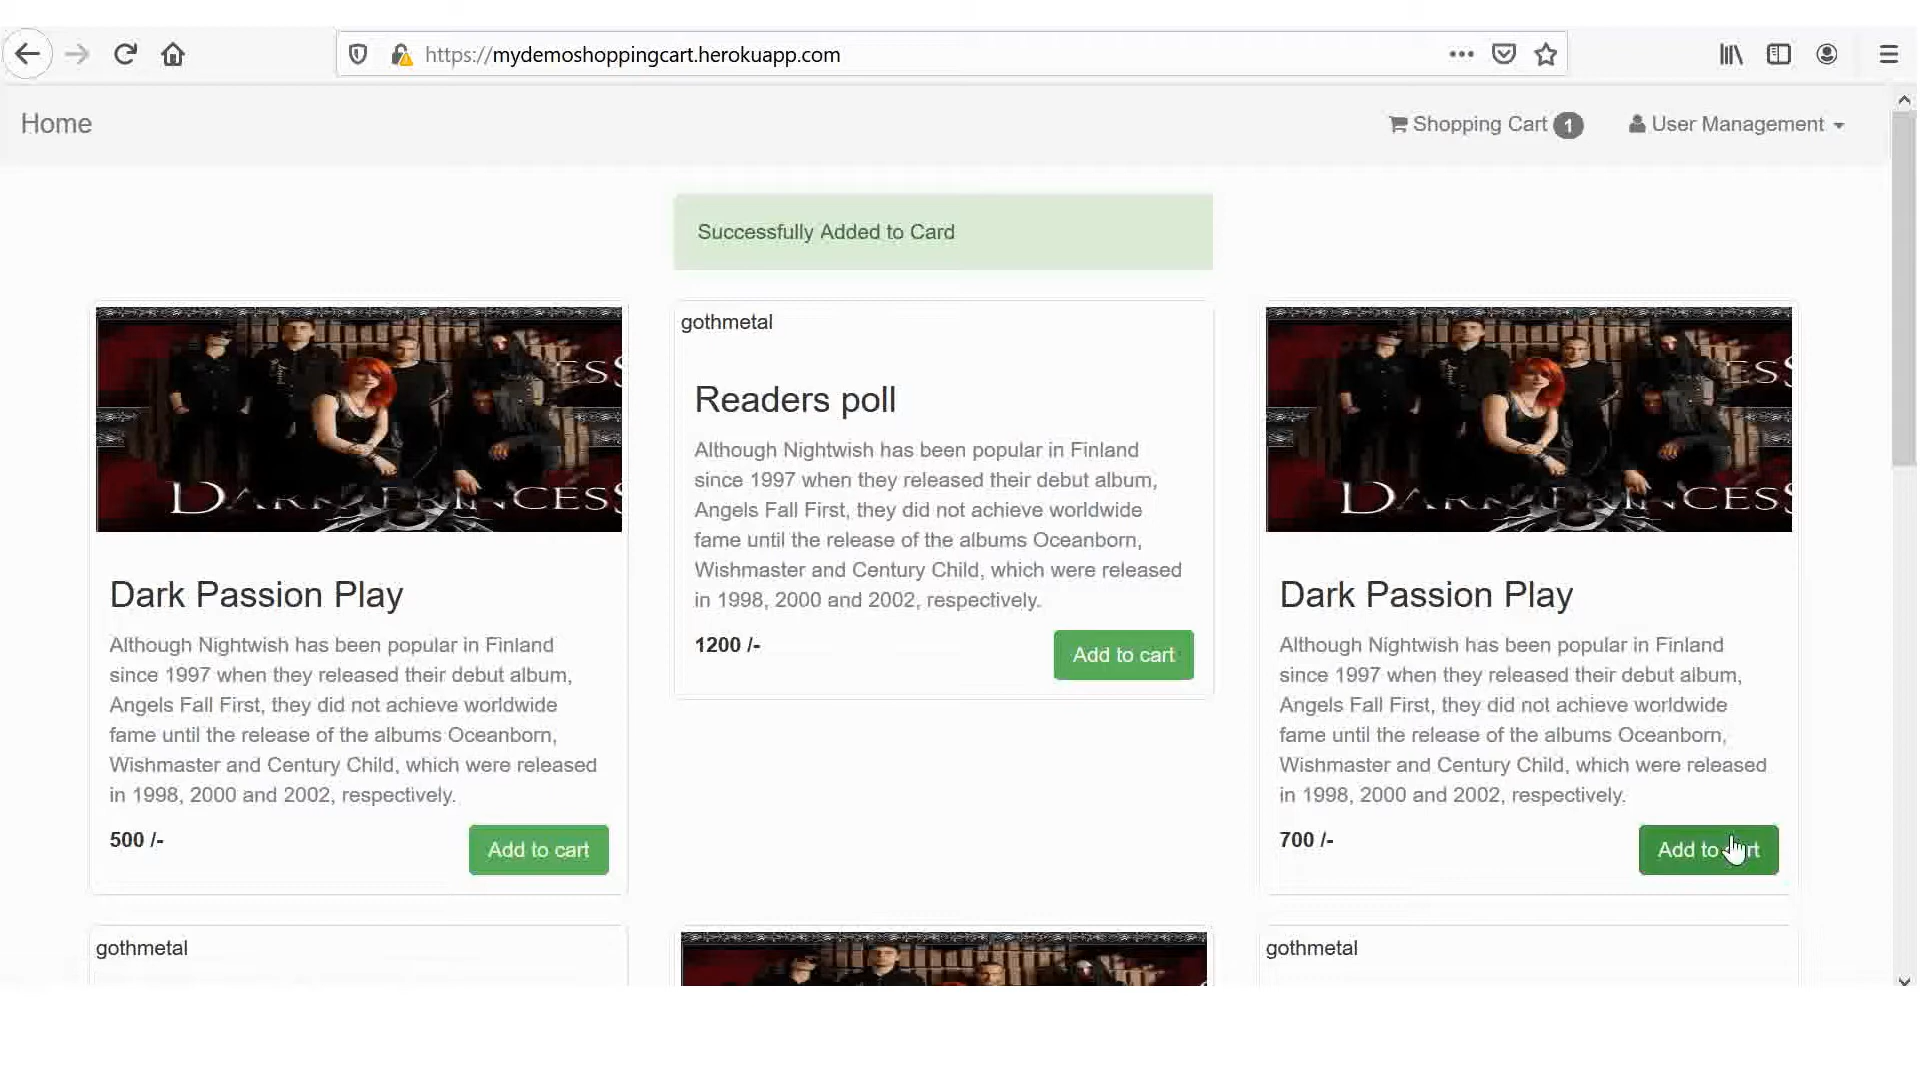 https://mydemoshoppingcart.herokuapp.com
Home
Shopping Cart 1
User Management
Successfully Added to Card
Dark Passion Play
Although Nightwish has been popular in Finland
since 1997 when they released their debut album,
Angels Fall First, they did not achieve worldwide
fame until the release of the albums Oceanborn,
Wishmaster and Century Child, which were released
in 1998, 2000 and 2002, respectively.
500 /-
Add to cart
gothmetal
Readers poll
Although Nightwish has been popular in Finland
since 1997 when they released their debut album,
Angels Fall First, they did not achieve worldwide
fame until the release of the albums Oceanborn,
Wishmaster and Century Child, which were released
in 1998, 2000 and 2002, respectively.
1200 /-
Add to cart
Dark Passion Play
Although Nightwish has been popular in Finland
since 1997 when they released their debut album,
Angels Fall First, they did not achieve worldwide
fame until the release of the albums Oceanborn,
Wishmaster and Century Child, which were released
in 1998, 2000 and 2002, respectively.
700 /-
Add to
gothmetal
gothmetal